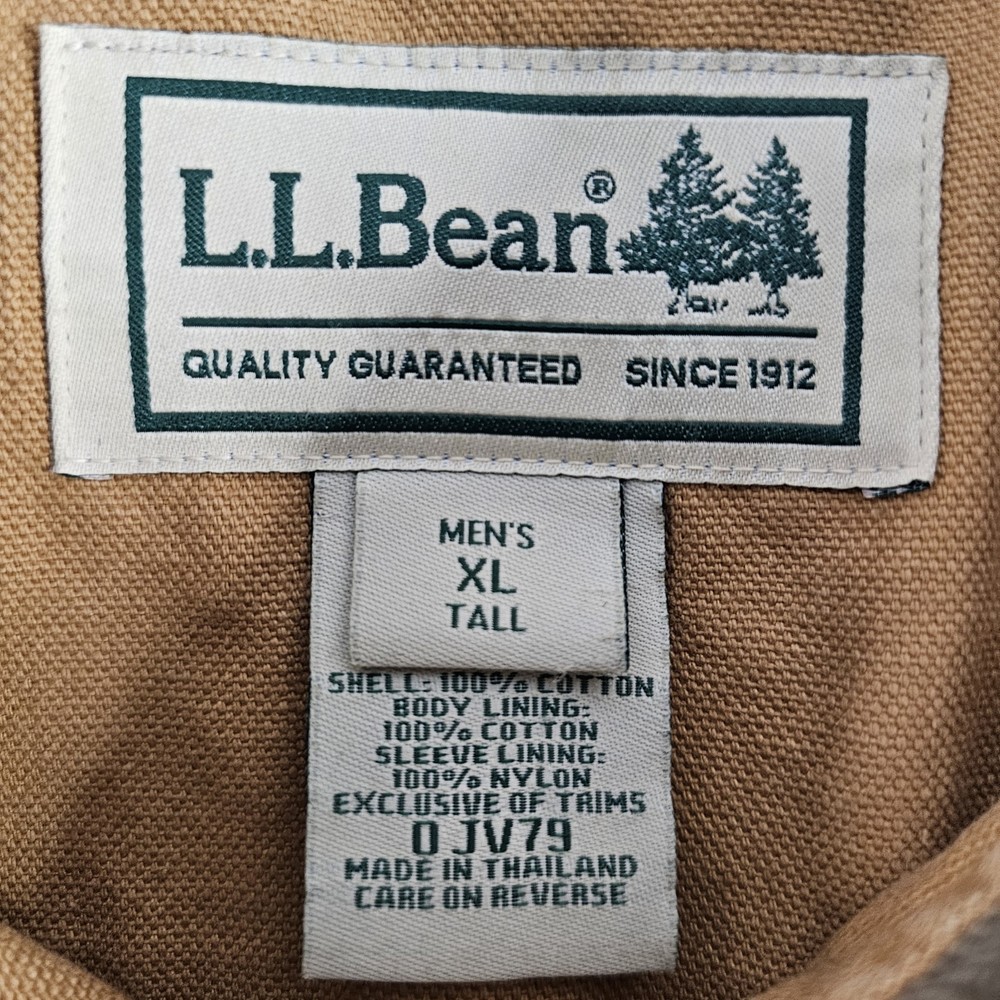 L.L.Bean®
QUALITY GUARANTEED SINCE 1912
MEN'S
XL
TALL
SHELL: 100% COTTON
BODY LINING:
100% COTTON
SLEEVE LINING:
100% NYLON
EXCLUSIVE OF TRIMS
0 JV79
MADE IN THAILAND
CARE ON REVERSE